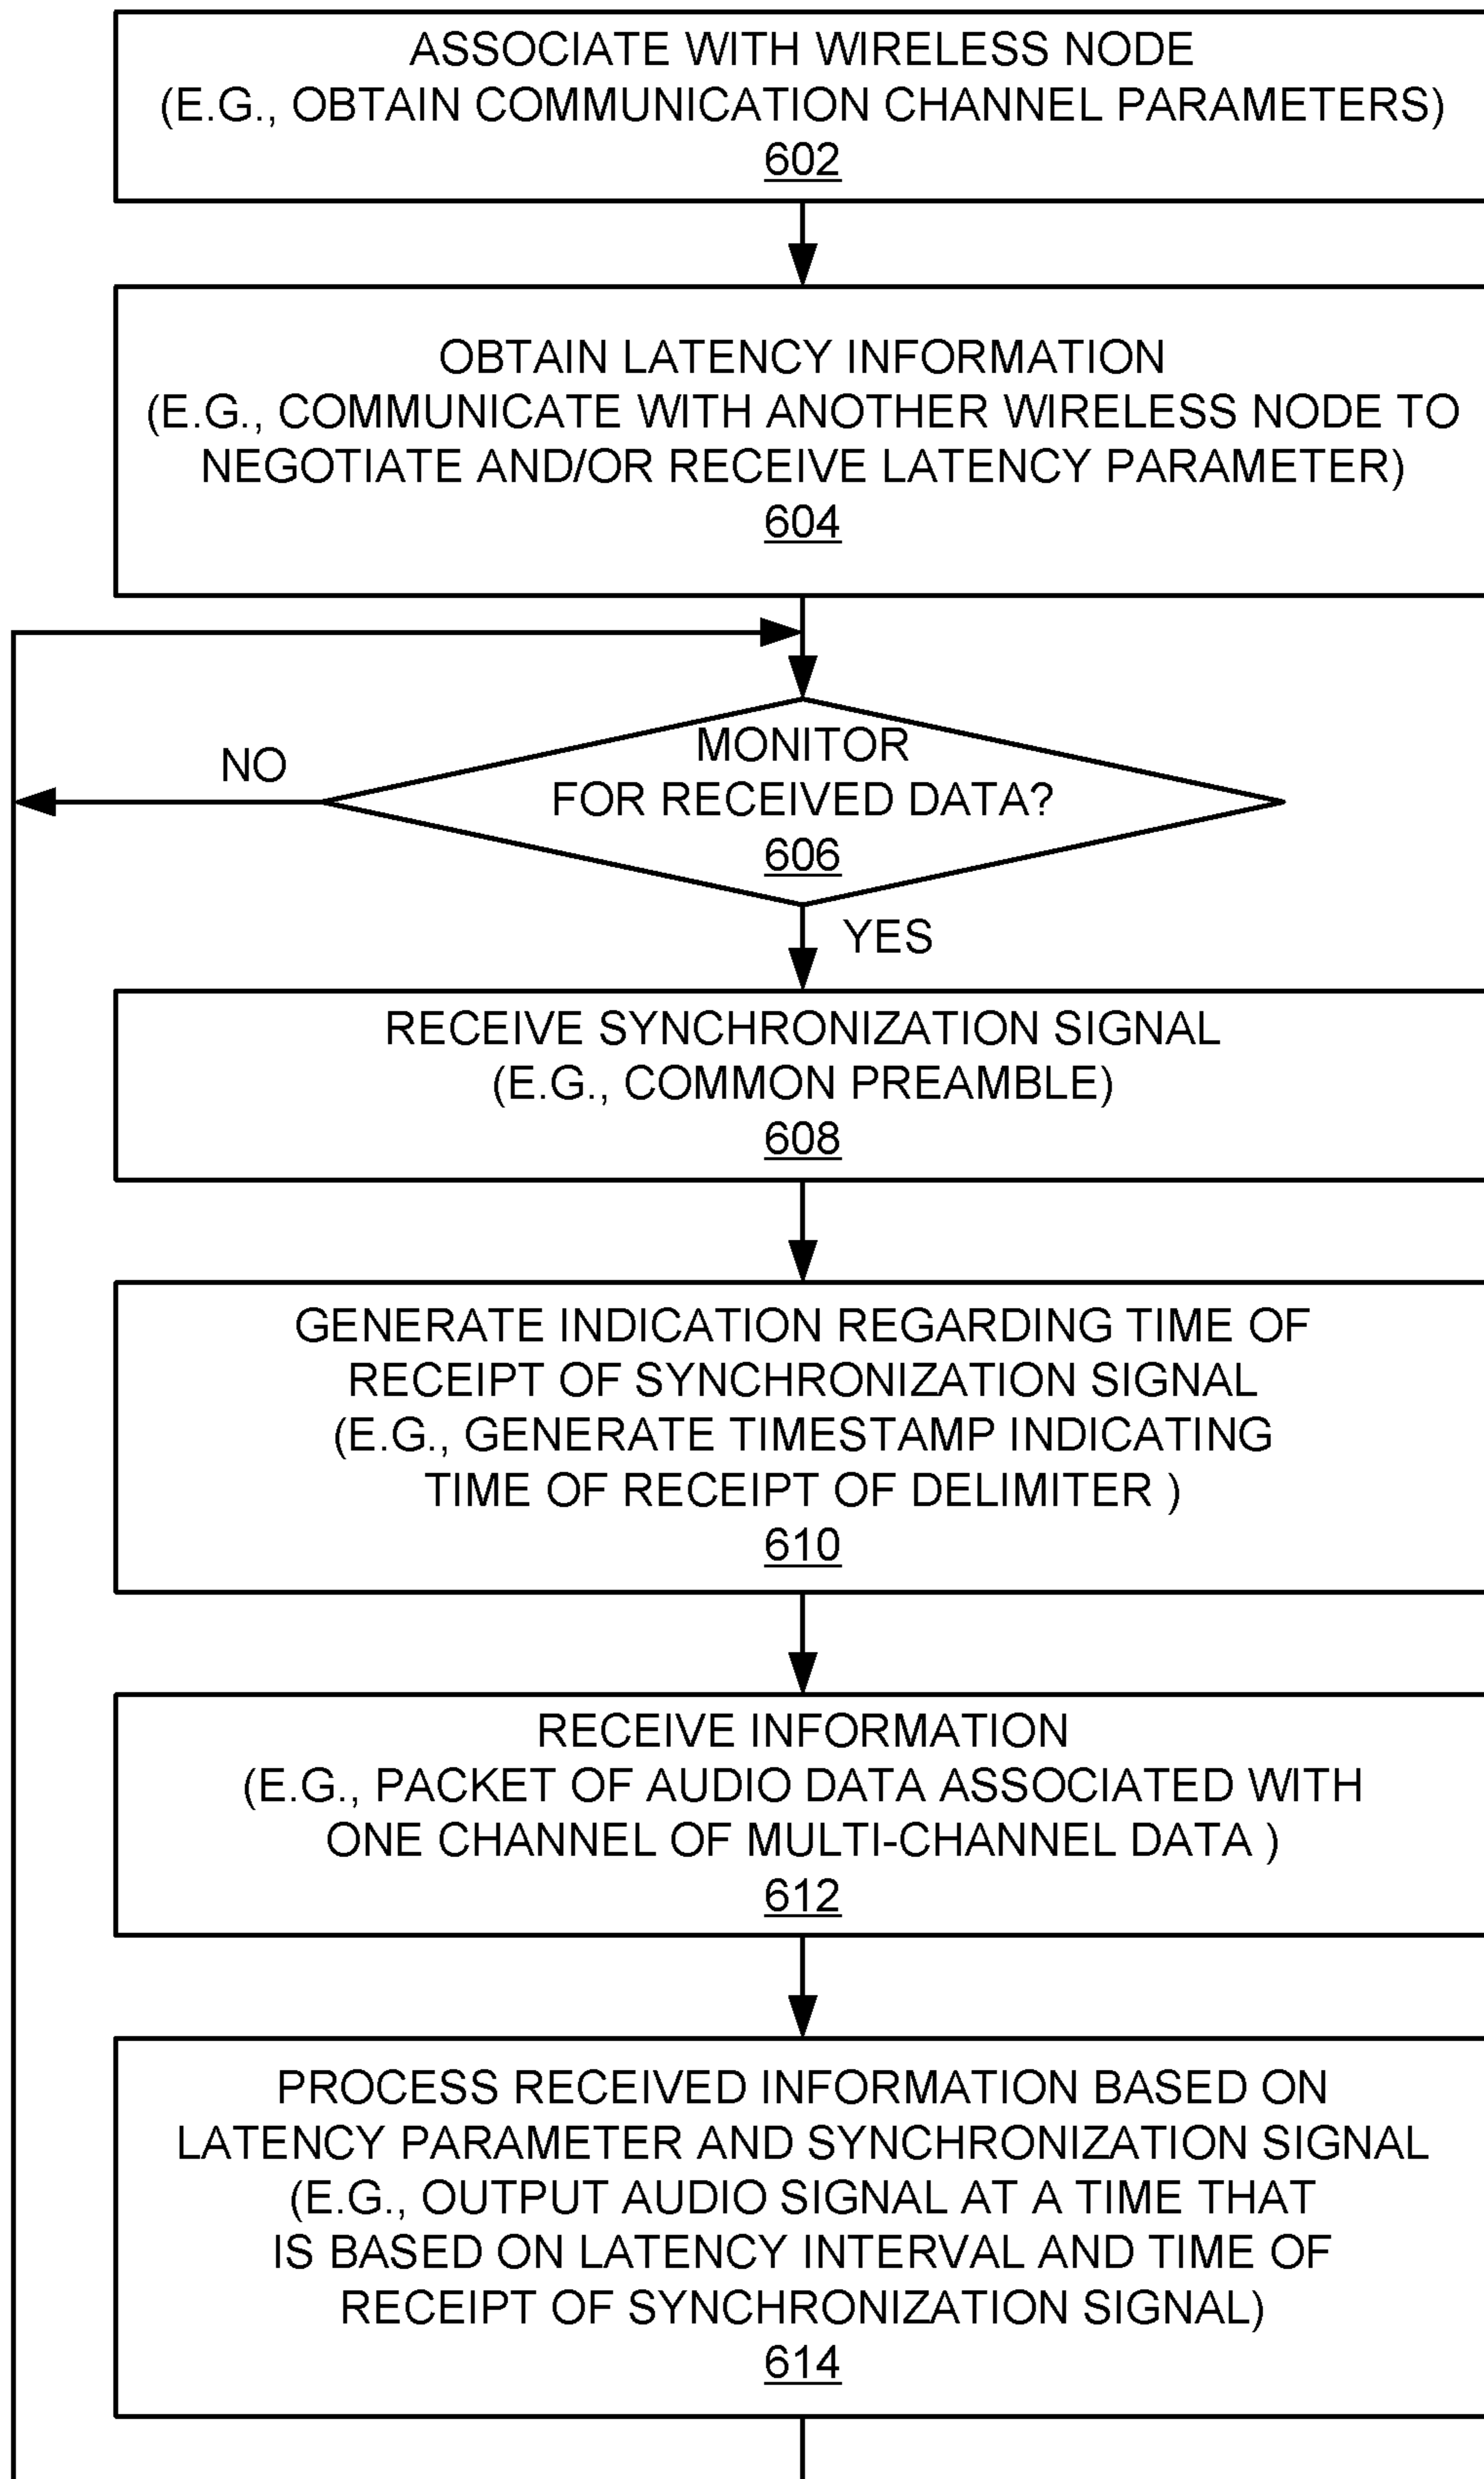 ASSOCIATE WITH WIRELESS NODE
(E.G., OBTAIN COMMUNICATION CHANNEL PARAMETERS)
602
OBTAIN LATENCY INFORMATION
(E.G., COMMUNICATE WITH ANOTHER WIRELESS NODE TO
NEGOTIATE AND/OR RECEIVE LATENCY PARAMETER)
604
MONITOR
FOR RECEIVED DATA?
606
NO
YES
RECEIVE SYNCHRONIZATION SIGNAL
(E.G., COMMON PREAMBLE)
608
GENERATE INDICATION REGARDING TIME OF
RECEIPT OF SYNCHRONIZATION SIGNAL
(E.G., GENERATE TIMESTAMP INDICATING
TIME OF RECEIPT OF DELIMITER )
610
RECEIVE INFORMATION
(E.G., PACKET OF AUDIO DATA ASSOCIATED WITH
ONE CHANNEL OF MULTI-CHANNEL DATA )
612
PROCESS RECEIVED INFORMATION BASED ON
LATENCY PARAMETER AND SYNCHRONIZATION SIGNAL
(E.G., OUTPUT AUDIO SIGNAL AT A TIME THAT
IS BASED ON LATENCY INTERVAL AND TIME OF
RECEIPT OF SYNCHRONIZATION SIGNAL)
614